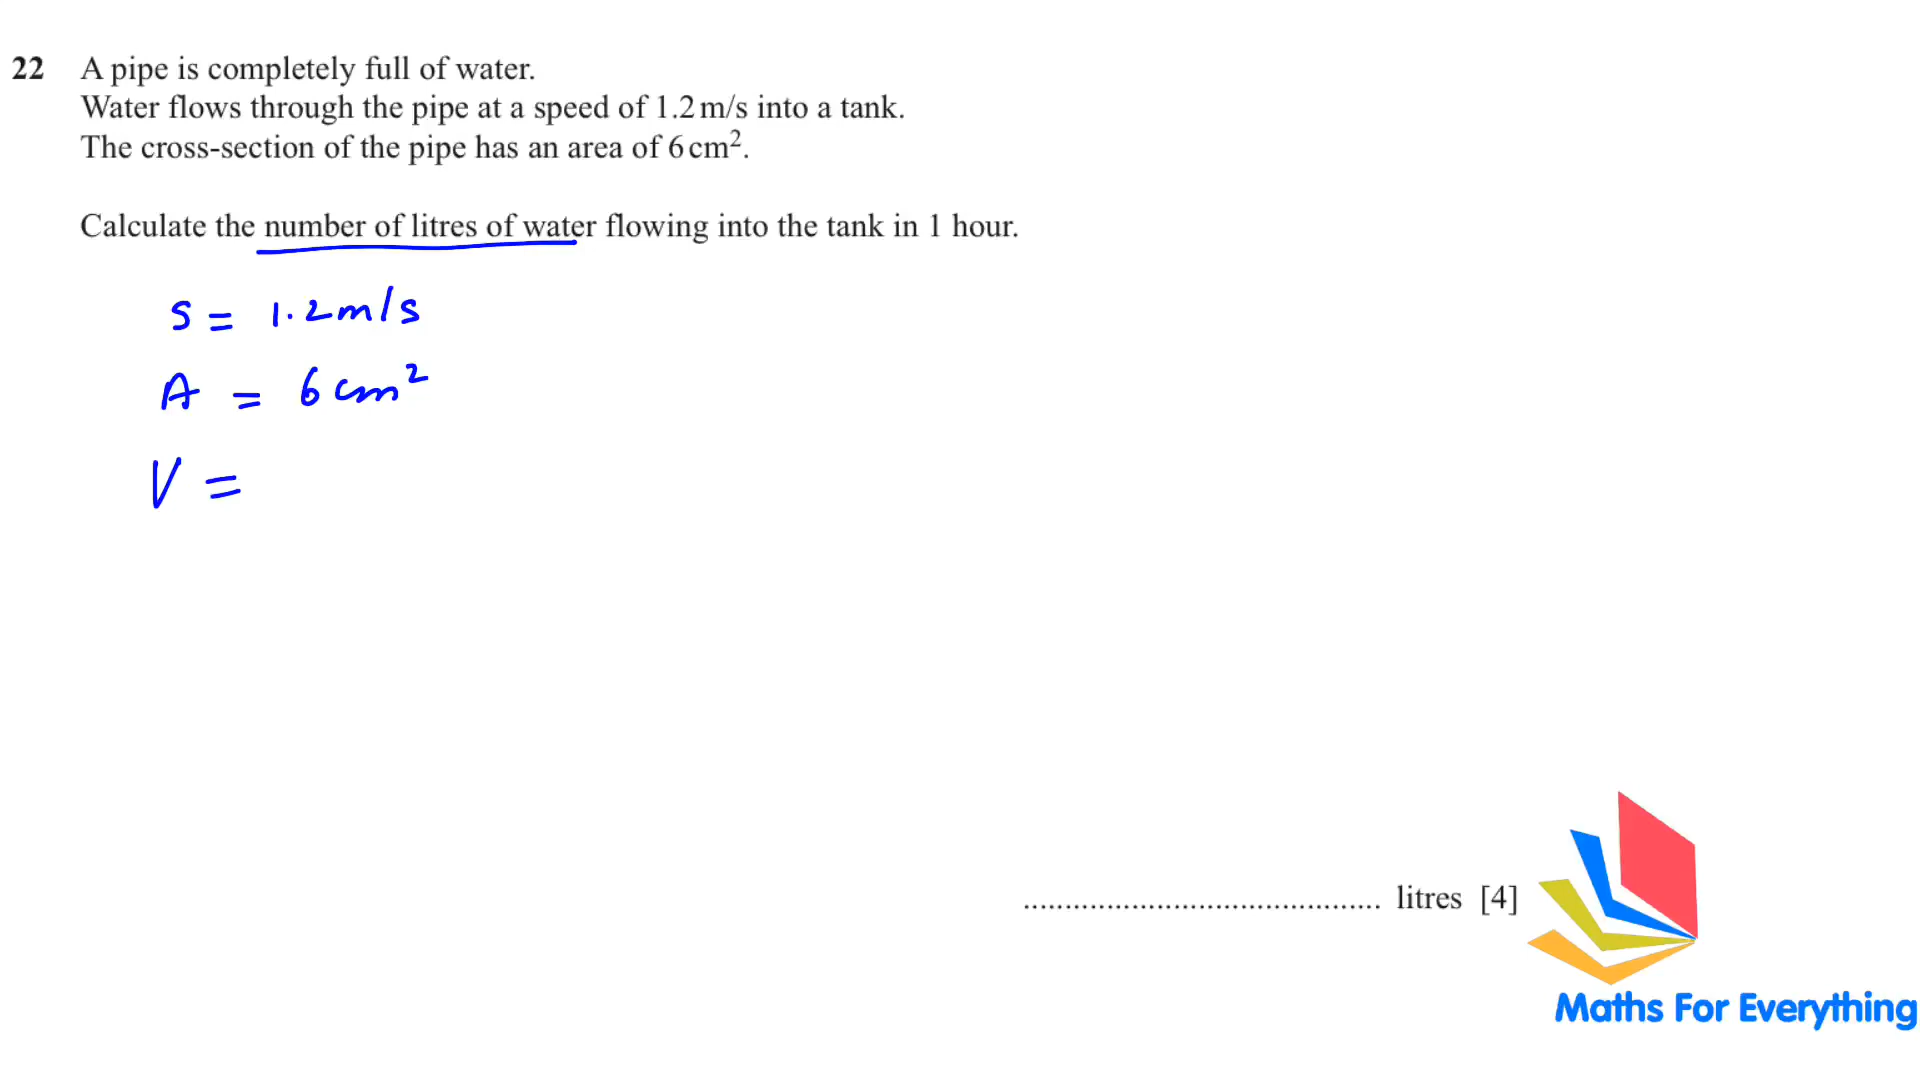 22 A pipe is completely full of water.
Water flows through the pipe at a speed of 1.2 m/s into a tank.
The cross-section of the pipe has an area of 6 cm².
Calculate the number of litres of water flowing into the tank in 1 hour.
S = 1.2 m/s
A = 6 cm²
V =
.......................................... litres [4]
Maths For Everything